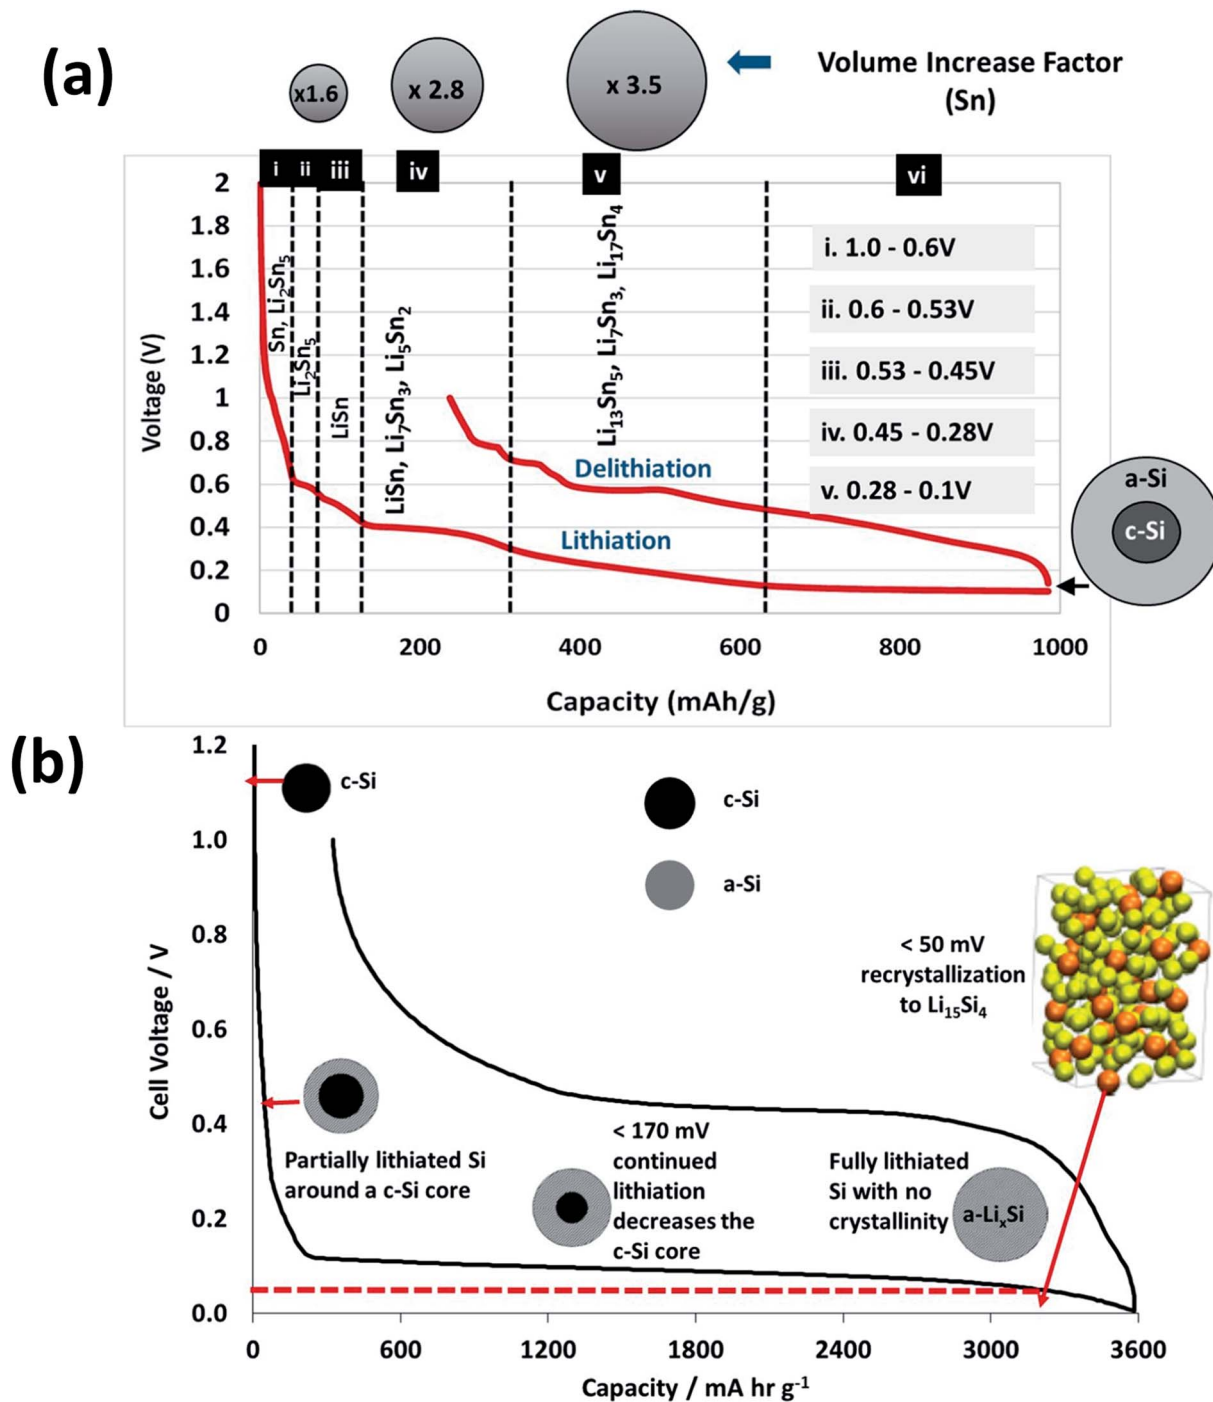 (a)
x1.6
x 2.8
x 3.5
Volume Increase Factor
(Sn)
i
ii
iii
iv
v
vi
2
1.8
1.6
1.4
1.2
1
0.8
0.6
0.4
0.2
0
Voltage (V)
Sn, Li₂Sn₅
Li₂Sn₅
LiSn
LiSn, Li₇Sn₃, Li₅Sn₂
Li₁₃Sn₅, Li₇Sn₃, Li₁₇Sn₄
i. 1.0 - 0.6V
ii. 0.6 - 0.53V
iii. 0.53 - 0.45V
iv. 0.45 - 0.28V
v. 0.28 - 0.1V
Delithiation
Lithiation
a-Si
c-Si
0 200 400 600 800 1000
Capacity (mAh/g)
(b)
1.2
1.0
0.8
0.6
0.4
0.2
0.0
Cell Voltage / V
c-Si
c-Si
a-Si
< 50 mV
recrystallization
to Li₁₅Si₄
Partially lithiated Si
around a c-Si core
< 170 mV
continued
lithiation
decreases the
c-Si core
Fully lithiated
Si with no
crystallinity
a-LiₓSi
0 600 1200 1800 2400 3000 3600
Capacity / mA hr g⁻¹